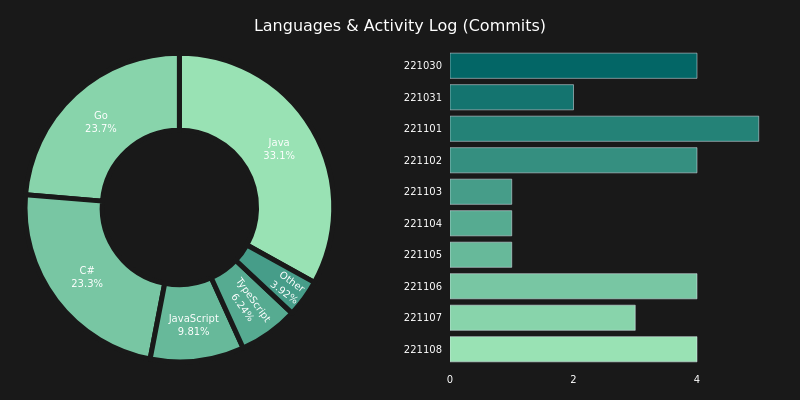 Languages & Activity Log (Commits)
Go
23.7%
Java
33.1%
C#
23.3%
JavaScript
9.81%
TypeScript
6.24%
Other
3.92%
221030
221031
221101
221102
221103
221104
221105
221106
221107
221108
0
2
4